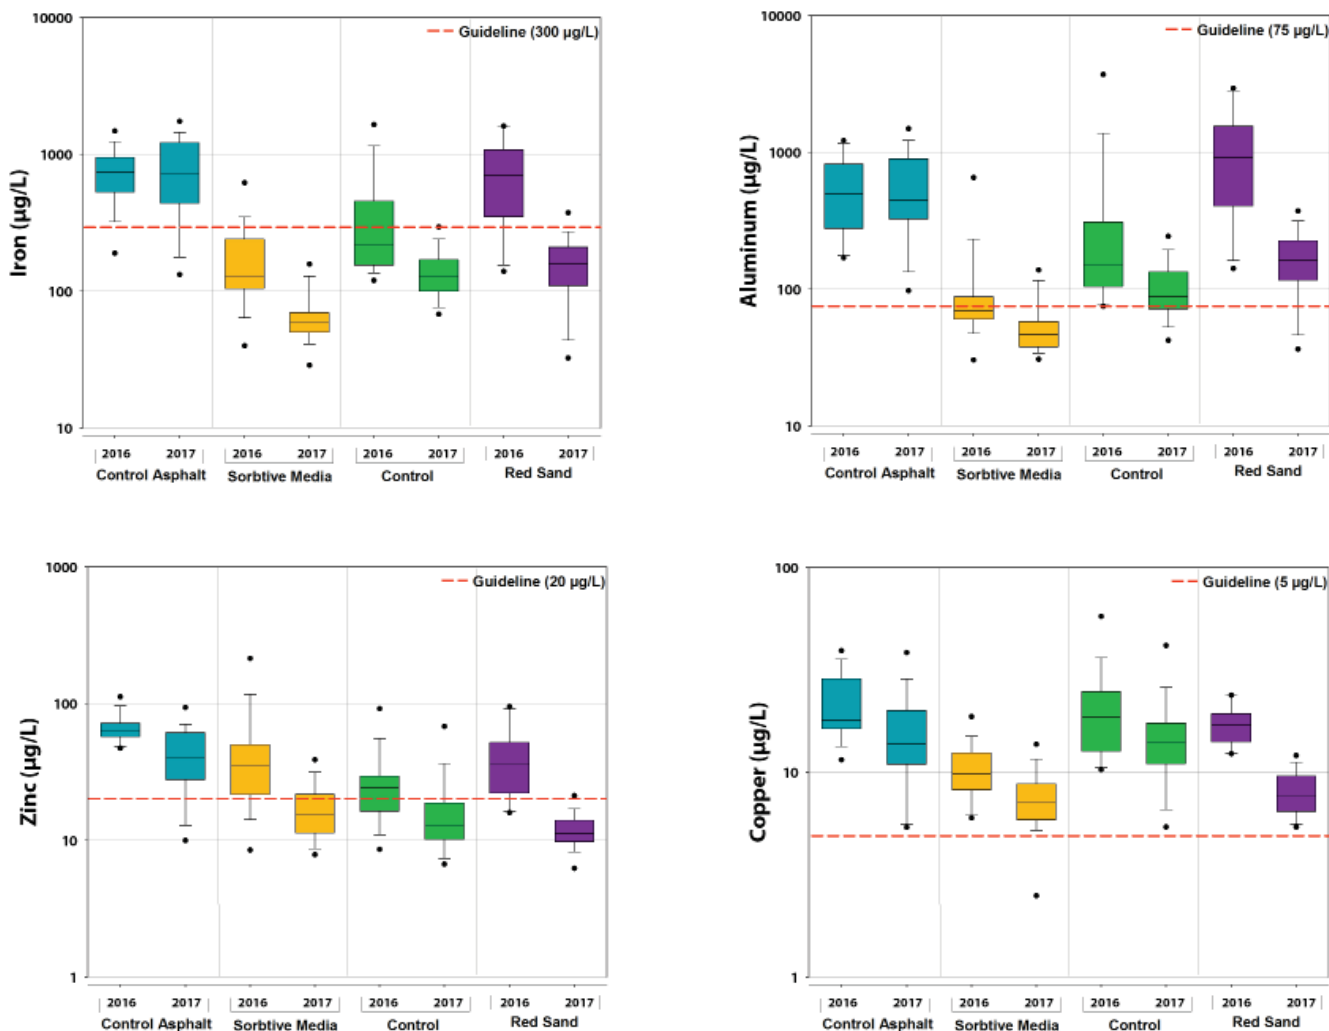 10000
1000
100
10
Iron (µg/L)
Guideline (300 µg/L)
2016 2017 2016 2017 2016 2017 2016 2017
Control Asphalt Sorbtive Media Control Red Sand
10000
1000
100
10
Aluminum (µg/L)
Guideline (75 µg/L)
2016 2017 2016 2017 2016 2017 2016 2017
Control Asphalt Sorbtive Media Control Red Sand
1000
100
10
1
Zinc (µg/L)
Guideline (20 µg/L)
2016 2017 2016 2017 2016 2017 2016 2017
Control Asphalt Sorbtive Media Control Red Sand
100
10
1
Copper (µg/L)
Guideline (5 µg/L)
2016 2017 2016 2017 2016 2017 2016 2017
Control Asphalt Sorbtive Media Control Red Sand